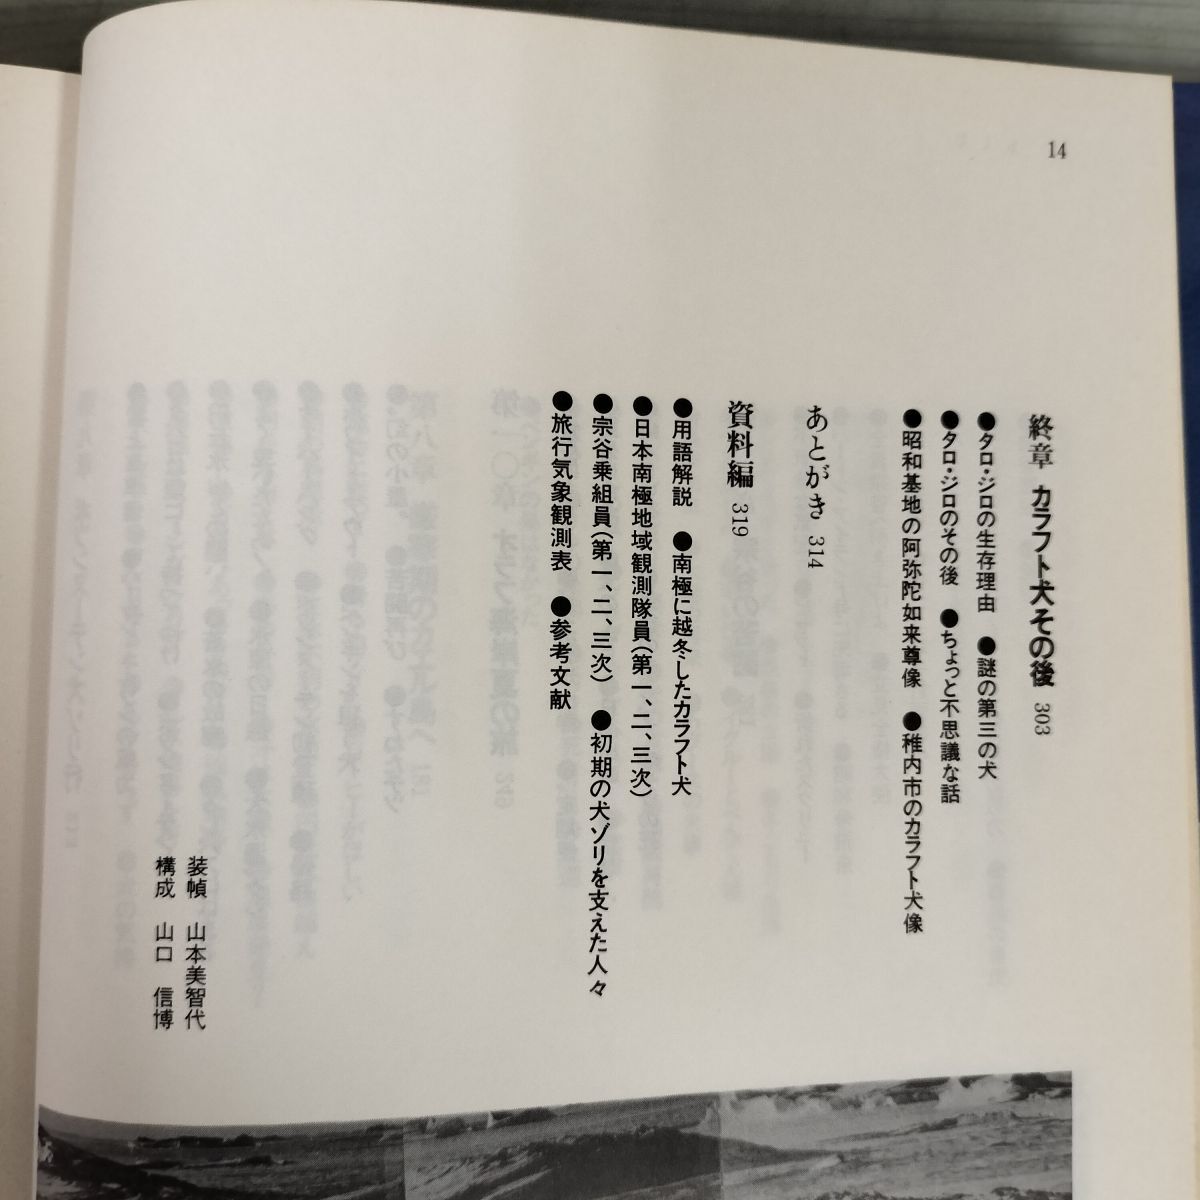 14
終章 カラフト犬その後 303
●タロ・ジロの生存理由 ●謎の第三の犬
●タロ・ジロのその後 ●ちょっと不思議な話
●昭和基地の阿弥陀如来尊像 ●稚内市のカラフト犬像
あとがき 314
資料編 319
●用語解説 ●南極に越冬したカラフト犬
●日本南極地域観測隊員(第一、二、三次)
●宗谷乗組員(第一、二、三次) ●初期の犬ゾリを支えた人々
●旅行気象観測表 ●参考文献
装幀 山本美智代
構成 山口 信博